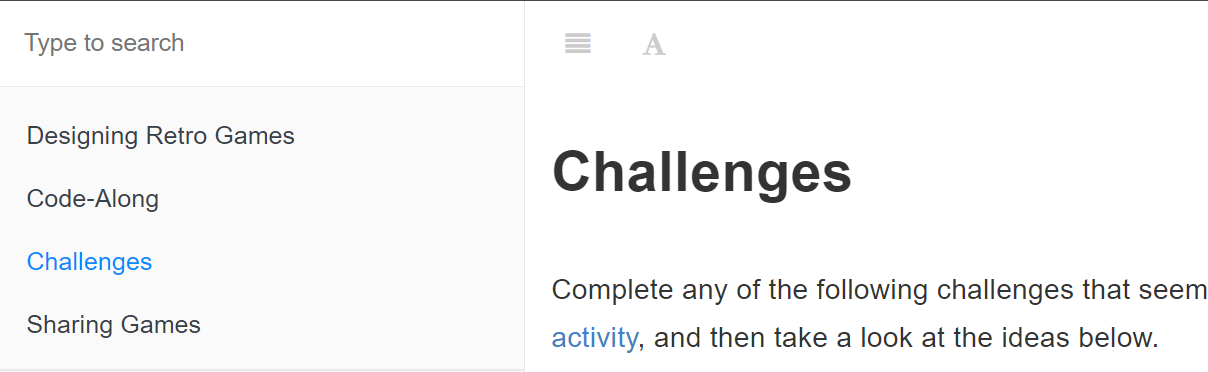 Type to search
A
Designing Retro Games
Code-Along
Challenges
Sharing Games
Challenges
Complete any of the following challenges that seem
activity, and then take a look at the ideas below.